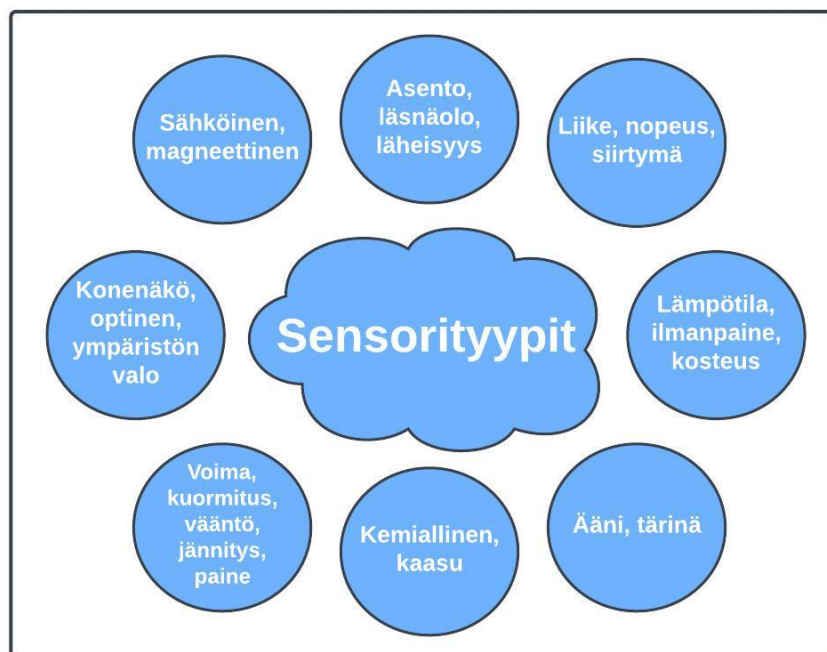 Sähköinen,
magneettinen
Asento,
läsnäolo,
läheisyys
Liike, nopeus,
siirtymä
Konenäkö,
optinen,
ympäristön
valo
Sensorityypit
Lämpötila,
ilmanpaine,
kosteus
Voima,
kuormitus,
vääntö,
jännitys,
paine
Kemiallinen,
kaasu
Ääni, tärinä